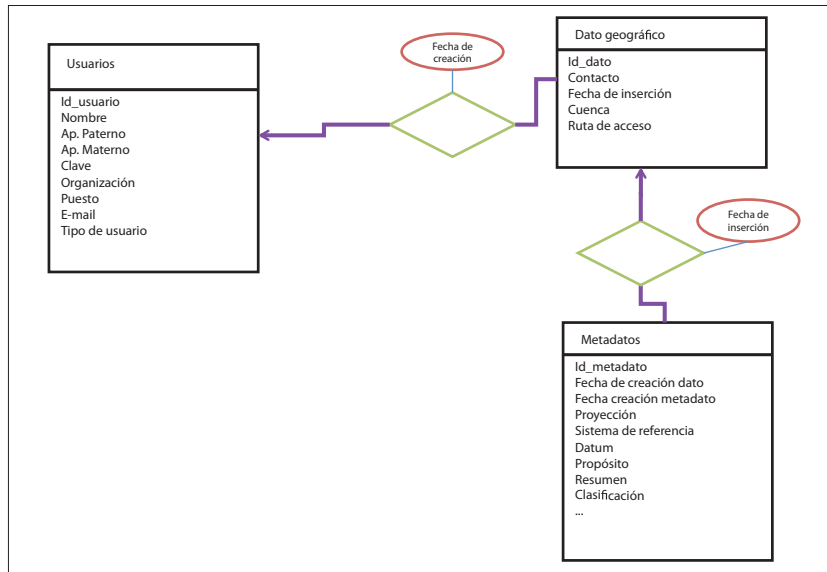 Usuarios
Id_usuario
Nombre
Ap. Paterno
Ap. Materno
Clave
Organización
Puesto
E-mail
Tipo de usuario
Fecha de
creación
Dato geográfico
Id_dato
Contacto
Fecha de inserción
Cuenca
Ruta de acceso
Fecha de
inserción
Metadatos
Id_metadato
Fecha de creación dato
Fecha creación metadato
Proyección
Sistema de referencia
Datum
Propósito
Resumen
Clasificación
...